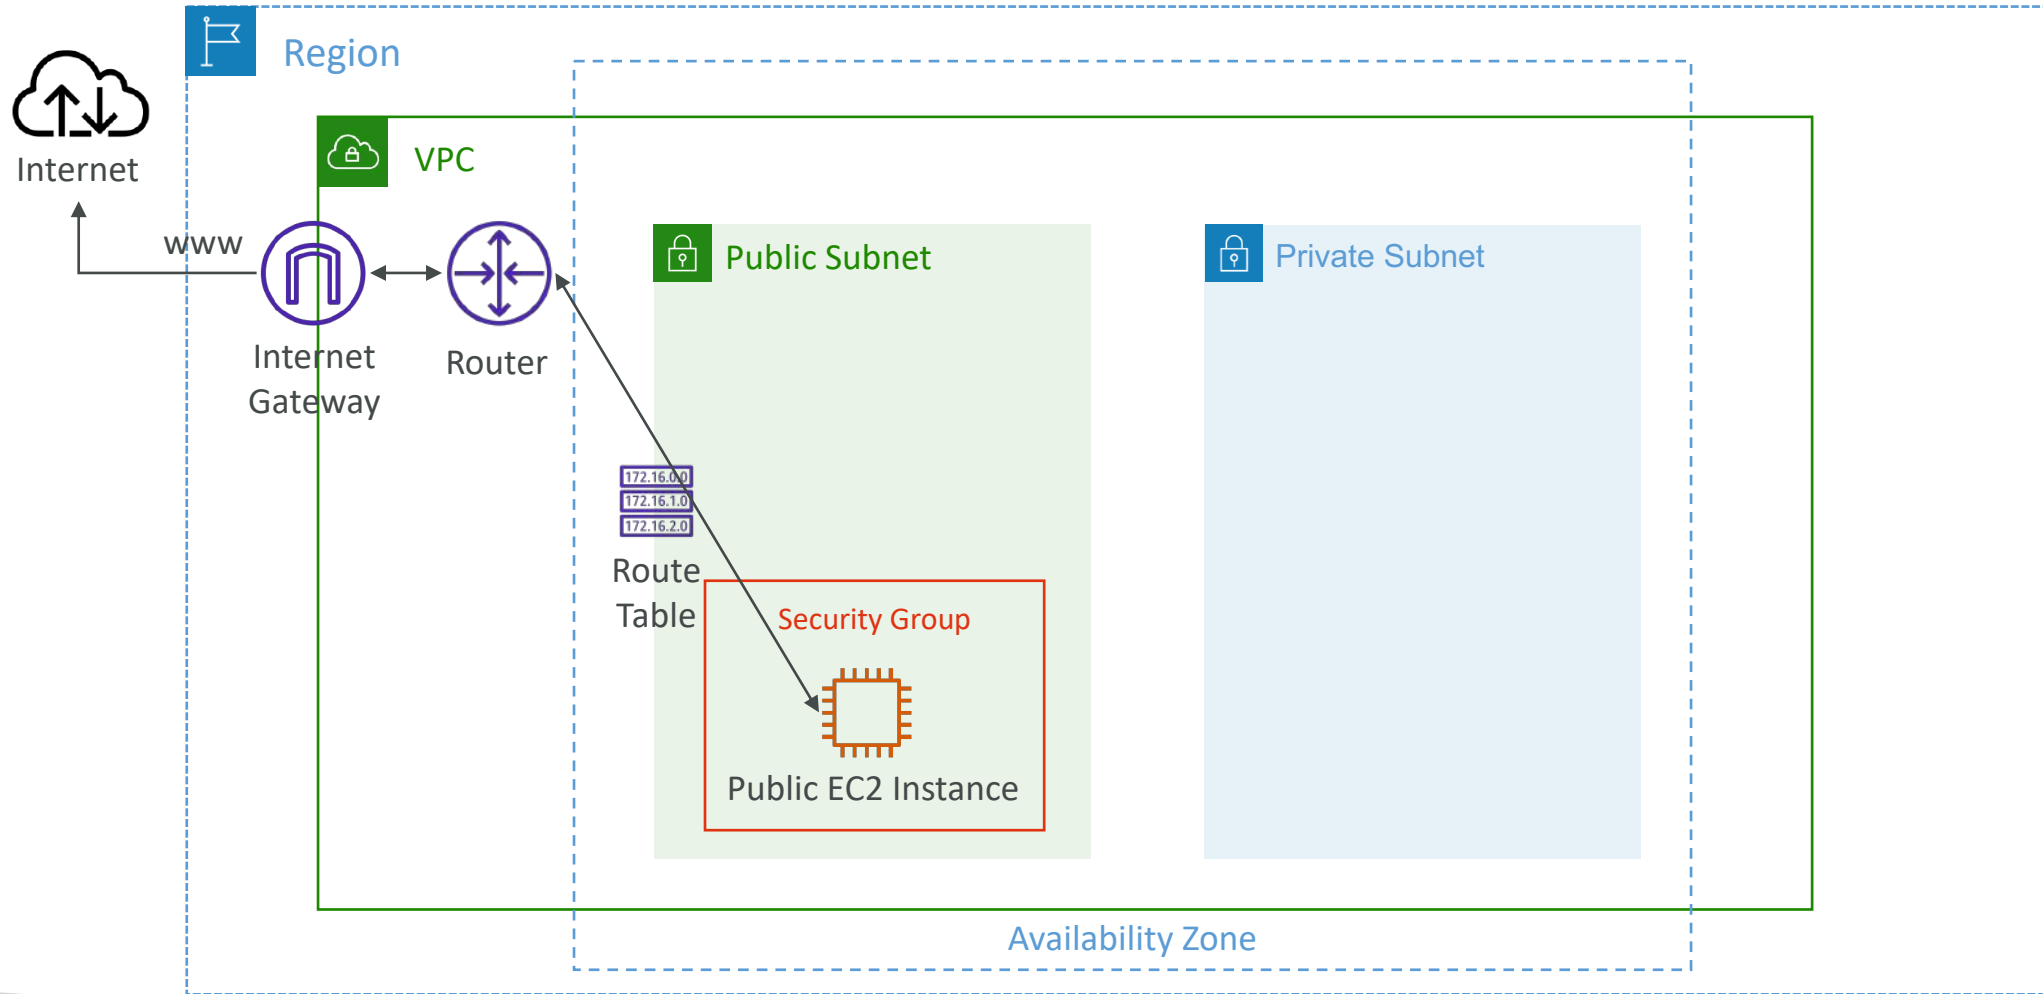 Region
Internet
VPC
www
Public Subnet
Private Subnet
Internet
Gateway
Router
172.16.0.0
172.16.1.0
172.16.2.0
Route
Table
Security Group
Public EC2 Instance
Availability Zone